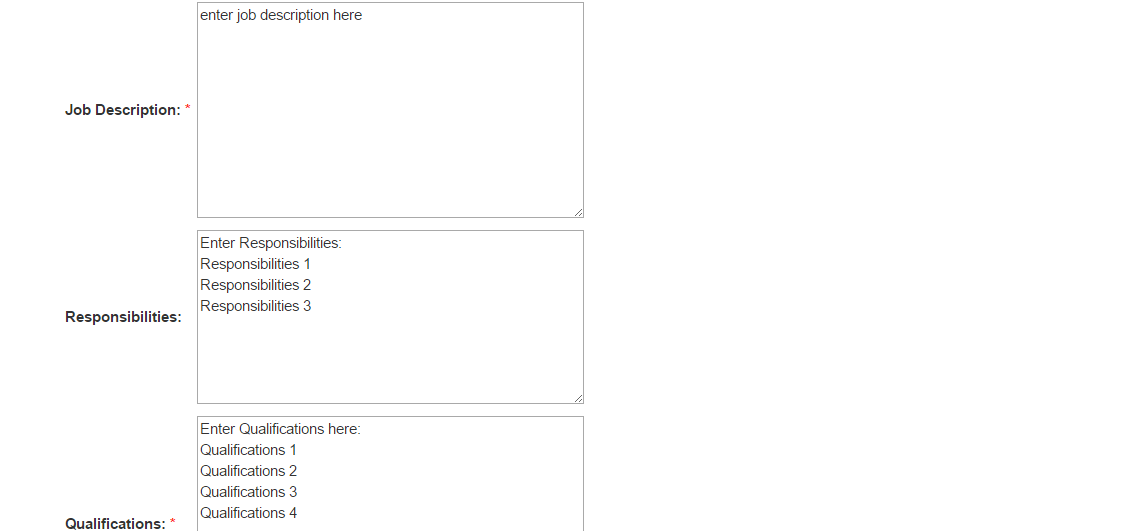 enter job description here
Job Description: *
Enter Responsibilities:
Responsibilities 1
Responsibilities 2
Responsibilities 3
Responsibilities:
Enter Qualifications here:
Qualifications 1
Qualifications 2
Qualifications 3
Qualifications 4
Qualifications: *